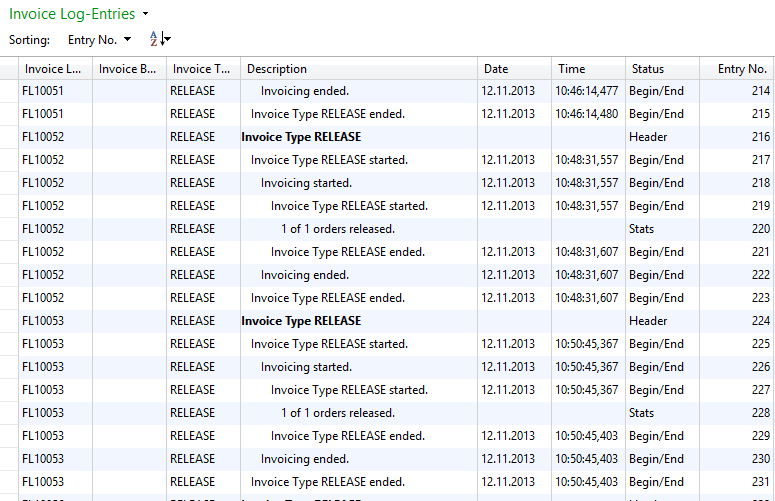 Invoice Log-Entries
Sorting: Entry No.
Invoice L... Invoice B... Invoice T... Description Date Time Status Entry No.
FL10051 RELEASE Invoicing ended. 12.11.2013 10:46:14,477 Begin/End 214
FL10051 RELEASE Invoice Type RELEASE ended. 12.11.2013 10:46:14,480 Begin/End 215
FL10052 RELEASE Invoice Type RELEASE Header 216
FL10052 RELEASE Invoice Type RELEASE started. 12.11.2013 10:48:31,557 Begin/End 217
FL10052 RELEASE Invoicing started. 12.11.2013 10:48:31,557 Begin/End 218
FL10052 RELEASE Invoice Type RELEASE started. 12.11.2013 10:48:31,557 Begin/End 219
FL10052 RELEASE 1 of 1 orders released. Stats 220
FL10052 RELEASE Invoice Type RELEASE ended. 12.11.2013 10:48:31,607 Begin/End 221
FL10052 RELEASE Invoicing ended. 12.11.2013 10:48:31,607 Begin/End 222
FL10052 RELEASE Invoice Type RELEASE ended. 12.11.2013 10:48:31,607 Begin/End 223
FL10053 RELEASE Invoice Type RELEASE Header 224
FL10053 RELEASE Invoice Type RELEASE started. 12.11.2013 10:50:45,367 Begin/End 225
FL10053 RELEASE Invoicing started. 12.11.2013 10:50:45,367 Begin/End 226
FL10053 RELEASE Invoice Type RELEASE started. 12.11.2013 10:50:45,367 Begin/End 227
FL10053 RELEASE 1 of 1 orders released. Stats 228
FL10053 RELEASE Invoice Type RELEASE ended. 12.11.2013 10:50:45,403 Begin/End 229
FL10053 RELEASE Invoicing ended. 12.11.2013 10:50:45,403 Begin/End 230
FL10053 RELEASE Invoice Type RELEASE ended. 12.11.2013 10:50:45,403 Begin/End 231